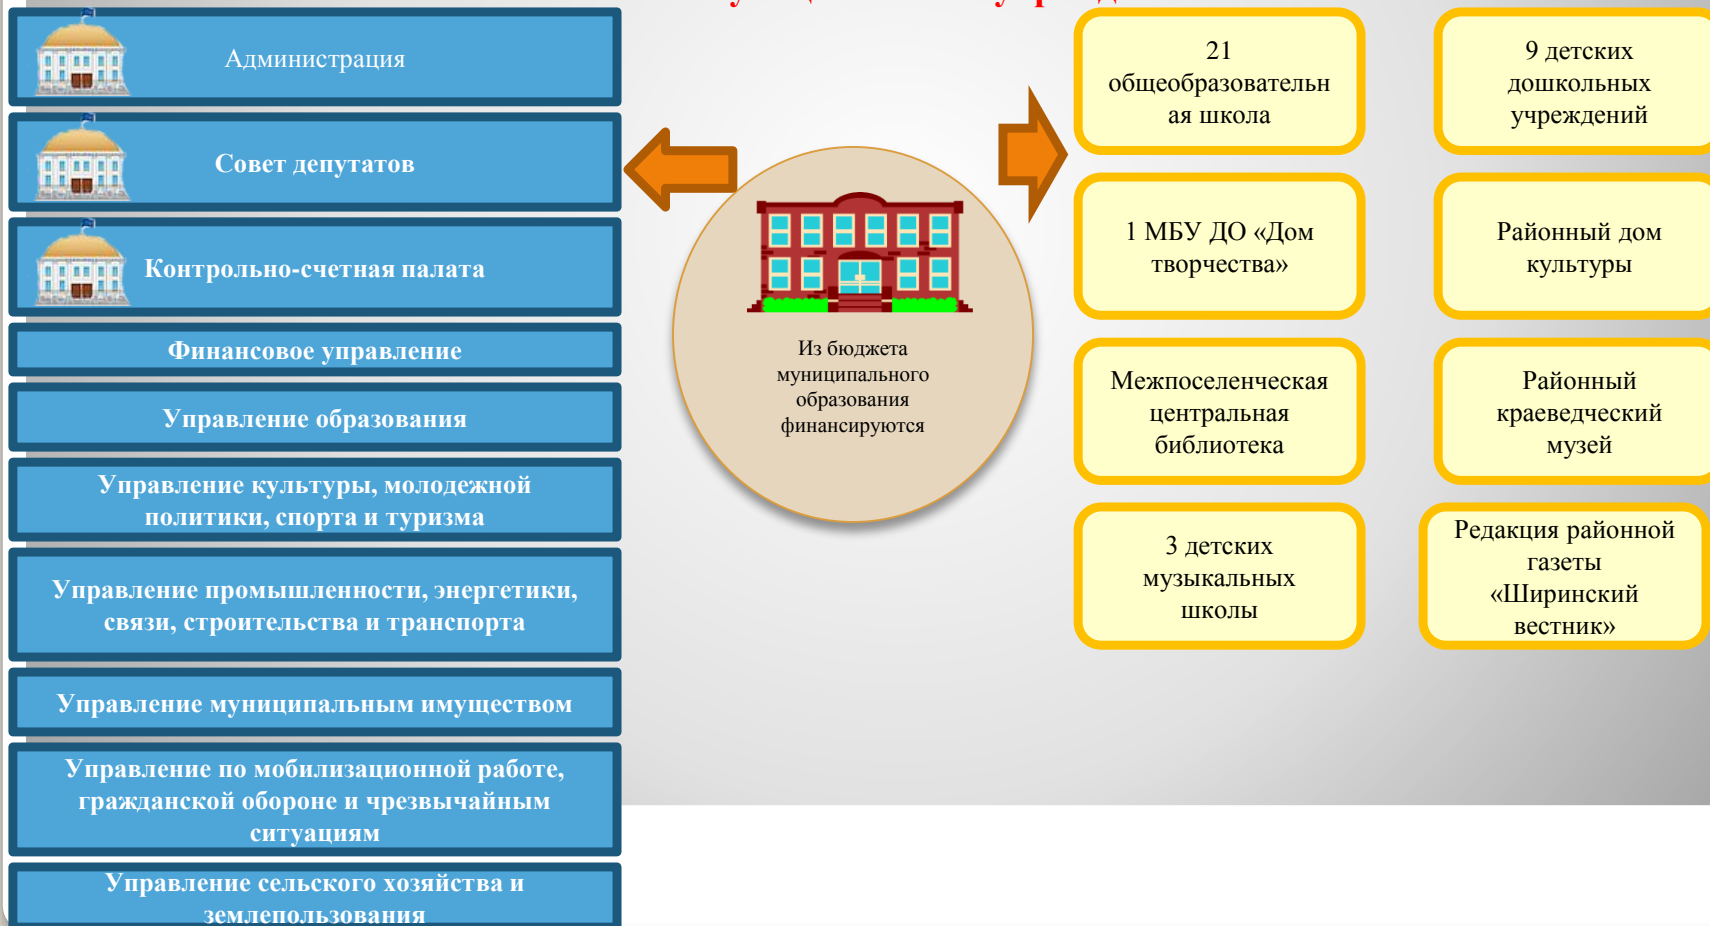 Администрация
Совет депутатов
Контрольно-счетная палата
Финансовое управление
Управление образования
Управление культуры, молодежной
политики, спорта и туризма
Управление промышленности, энергетики,
связи, строительства и транспорта
Управление муниципальным имуществом
Управление по мобилизационной работе,
гражданской обороне и чрезвычайным
ситуациям
Управление сельского хозяйства и
землепользования
Из бюджета
муниципального
образования
финансируются
21
общеобразовательн
ая школа
9 детских
дошкольных
учреждений
1 МБУ ДО «Дом
творчества»
Районный дом
культуры
Межпоселенческая
центральная
библиотека
Районный
краеведческий
музей
3 детских
музыкальных
школы
Редакция районной
газеты
«Ширинский
вестник»